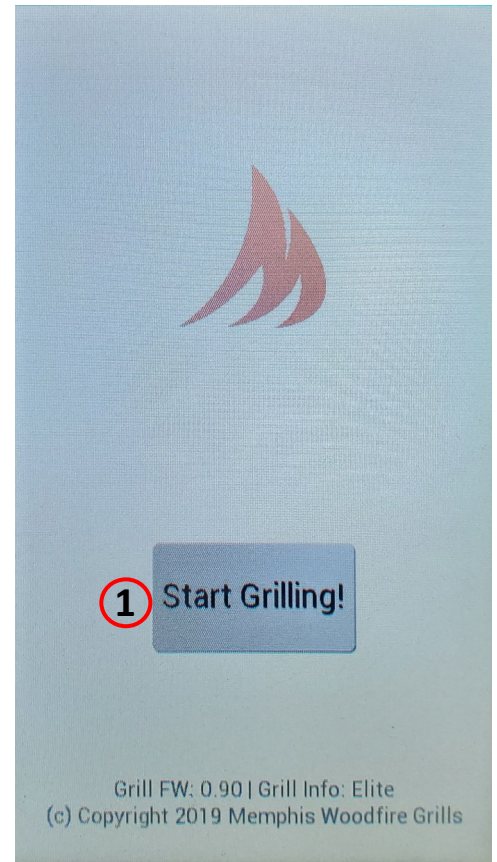 1
Start Grilling!
Grill FW: 0.90 | Grill Info: Elite
(c) Copyright 2019 Memphis Woodfire Grills